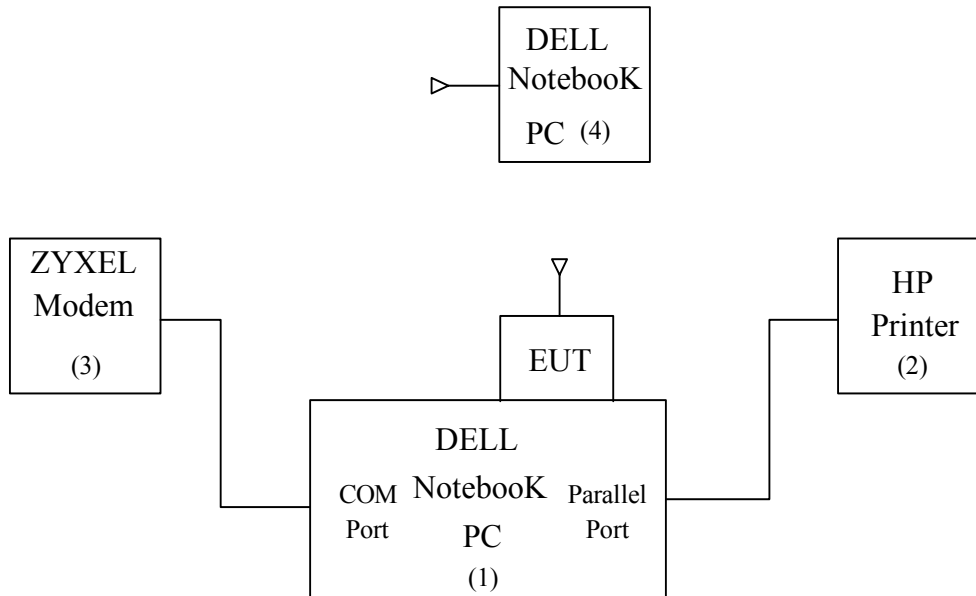 DELL
NotebooK
PC (4)
ZYXEL
Modem
(3)
HP
Printer
(2)
EUT
DELL
NotebooK
PC
(1)
COM
Port
Parallel
Port